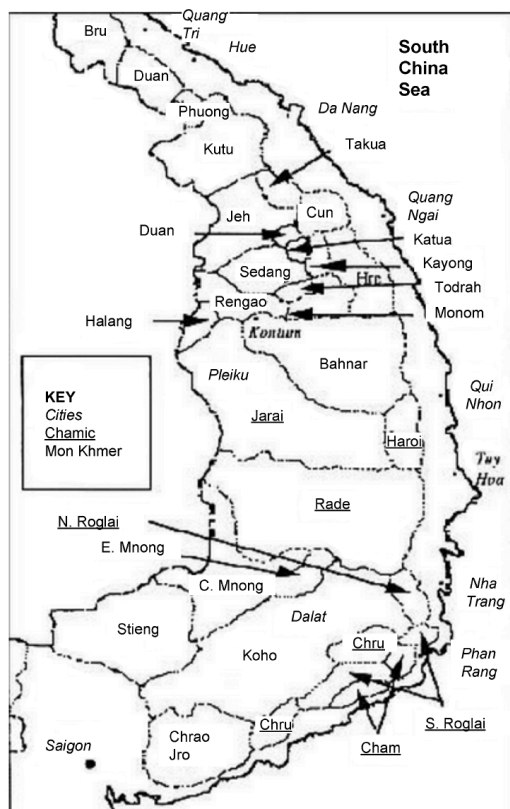 Quang
Tri
Bru
Hue
South
China
Sea
Duan
Da Nang
Phuong
Kutu
Takua
Jeh
Cun
Quang
Ngai
Duan
Katua
Sedang
Kayong
Hre
Todrah
Rengao
Monom
Halang
Kontum
Bahnar
Pleiku
KEY
Cities
Chamic
Mon Khmer
Qui
Nhon
Jarai
Haroi
Tuy
Hoa
Rade
N. Roglai
E. Mnong
C. Mnong
Nha
Trang
Dalat
Stieng
Koho
Chru
Phan
Rang
Chru
S. Roglai
Chrao
Jro
Cham
Saigon